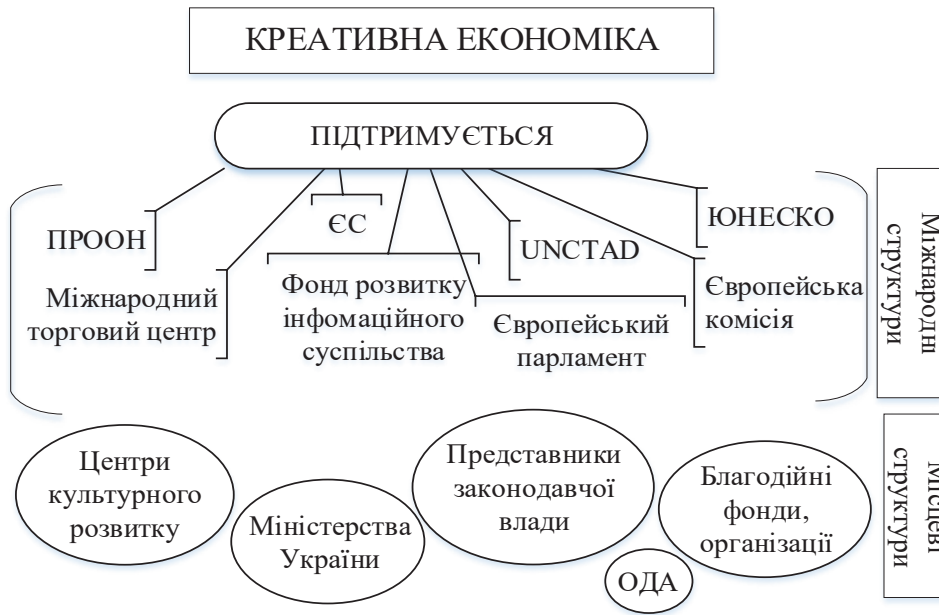 КРЕАТИВНА ЕКОНОМІКА
ПІДТРИМУЄТЬСЯ
ПРООН
ЄС
UNCTAD
ЮНЕСКО
Міжнародний
торговий центр
Фонд розвитку
інфомаційного
суспільства
Європейський
парламент
Європейська
комісія
Міжнародні
структури
Центри
культурного
розвитку
Міністерства
України
Представники
законодавчої
влади
ОДА
Благодійні
фонди,
організації
Місцеві
структури